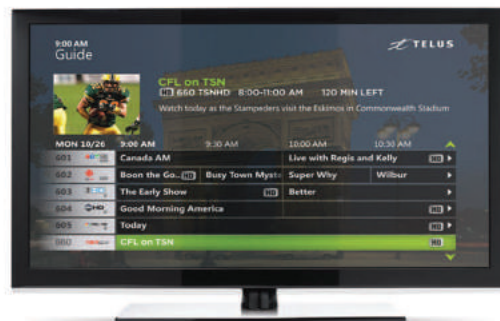 9:00 AM
Guide
TELUS
CFL on TSN
HD 660 TSNHD 8:00-11:00 AM 120 MIN LEFT
Watch today as the Stampeders visit the Eskimos in Commonwealth Stadium
MON 10/26 9:00 AM 9:30 AM 10:00 AM 10:30 AM
601 Canada AM Live with Regis and Kelly HD
602 Boon the Go.. HD Busy Town Myste Super Why Wilbur
603 The Early Show HD Better
604 HD Good Morning America HD
605 Today HD
660 CFL on TSN HD